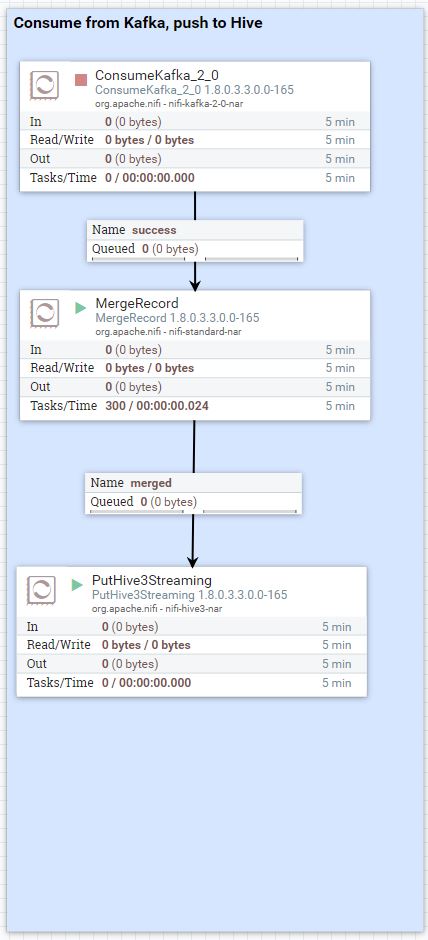 Consume from Kafka, push to Hive
ConsumeKafka_2_0
ConsumeKafka_2_0 1.8.0.3.3.0.0-165
org.apache.nifi - nifi-kafka-2-0-nar
In 0 (0 bytes) 5 min
Read/Write 0 bytes / 0 bytes 5 min
Out 0 (0 bytes) 5 min
Tasks/Time 0 / 00:00:00.000 5 min
Name success
Queued 0 (0 bytes)
MergeRecord
MergeRecord 1.8.0.3.3.0.0-165
org.apache.nifi - nifi-standard-nar
In 0 (0 bytes) 5 min
Read/Write 0 bytes / 0 bytes 5 min
Out 0 (0 bytes) 5 min
Tasks/Time 300 / 00:00:00.024 5 min
Name merged
Queued 0 (0 bytes)
PutHive3Streaming
PutHive3Streaming 1.8.0.3.3.0.0-165
org.apache.nifi - nifi-hive3-nar
In 0 (0 bytes) 5 min
Read/Write 0 bytes / 0 bytes 5 min
Out 0 (0 bytes) 5 min
Tasks/Time 0 / 00:00:00.000 5 min